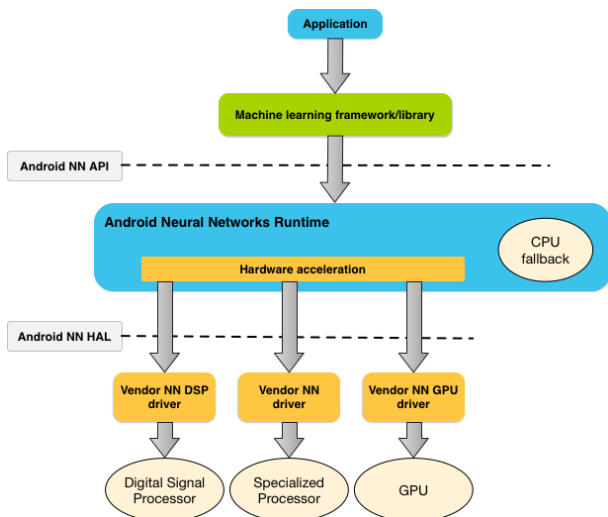 Application
Machine learning framework/library
Android NN API
Android Neural Networks Runtime
CPU
fallback
Hardware acceleration
Android NN HAL
Vendor NN DSP
driver
Vendor NN
driver
Vendor NN GPU
driver
Digital Signal
Processor
Specialized
Processor
GPU